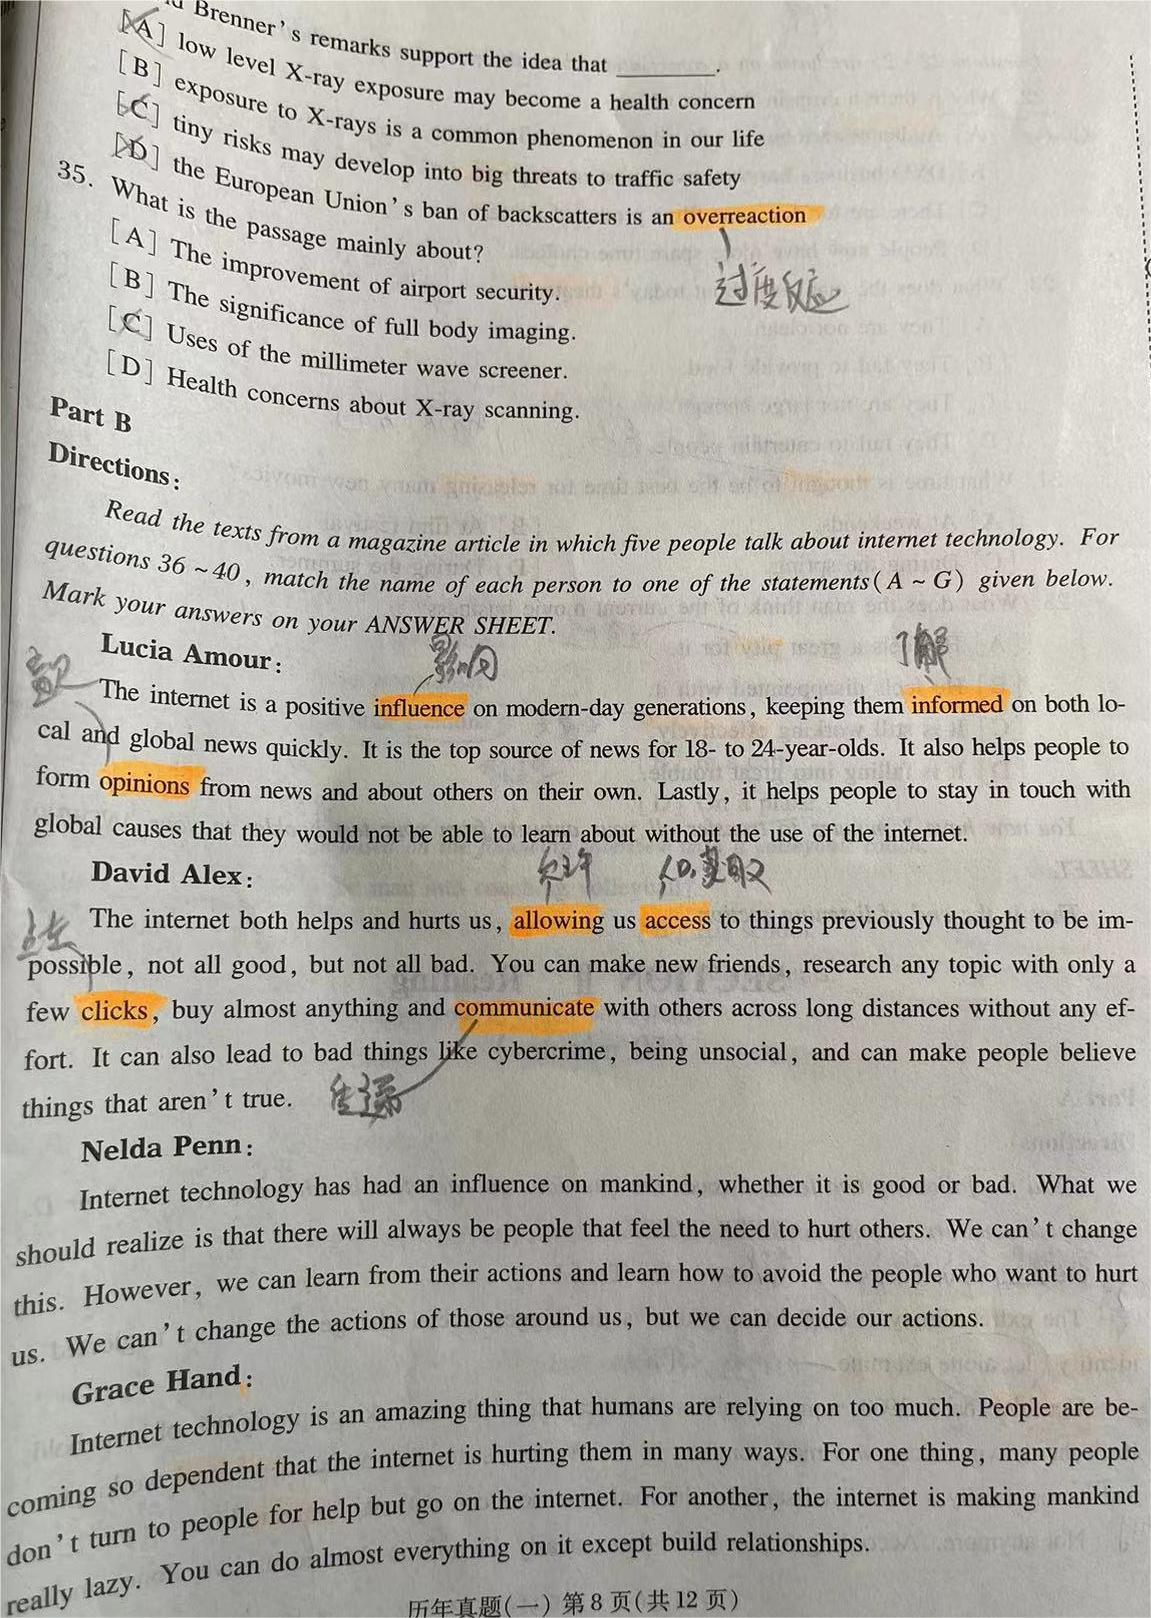 Brenner's remarks support the idea that ________.
[A] low level X-ray exposure may become a health concern
[B] exposure to X-rays is a common phenomenon in our life
[C] tiny risks may develop into big threats to traffic safety
[D] the European Union's ban of backscatters is an overreaction
过度反应
35. What is the passage mainly about?
[A] The improvement of airport security.
[B] The significance of full body imaging.
[C] Uses of the millimeter wave screener.
[D] Health concerns about X-ray scanning.
Part B
Directions:
Read the texts from a magazine article in which five people talk about internet technology. For
questions 36 ~ 40, match the name of each person to one of the statements (A ~ G) given below.
Mark your answers on your ANSWER SHEET.
Lucia Amour:
影响
了解
The internet is a positive influence on modern-day generations, keeping them informed on both lo-
cal and global news quickly. It is the top source of news for 18- to 24-year-olds. It also helps people to
form opinions from news and about others on their own. Lastly, it helps people to stay in touch with
global causes that they would not be able to learn about without the use of the internet.
David Alex:
允许
The internet both helps and hurts us, allowing us access to things previously thought to be im-
点击
possible, not all good, but not all bad. You can make new friends, research any topic with only a
few clicks, buy almost anything and communicate with others across long distances without any ef-
fort. It can also lead to bad things like cybercrime, being unsocial, and can make people believe
things that aren't true.
Nelda Penn:
Internet technology has had an influence on mankind, whether it is good or bad. What we
should realize is that there will always be people that feel the need to hurt others. We can't change
this. However, we can learn from their actions and learn how to avoid the people who want to hurt
us. We can't change the actions of those around us, but we can decide our actions.
Grace Hand:
Internet technology is an amazing thing that humans are relying on too much. People are be-
coming so dependent that the internet is hurting them in many ways. For one thing, many people
don't turn to people for help but go on the internet. For another, the internet is making mankind
really lazy. You can do almost everything on it except build relationships.
历年真题(一) 第8页(共12页)